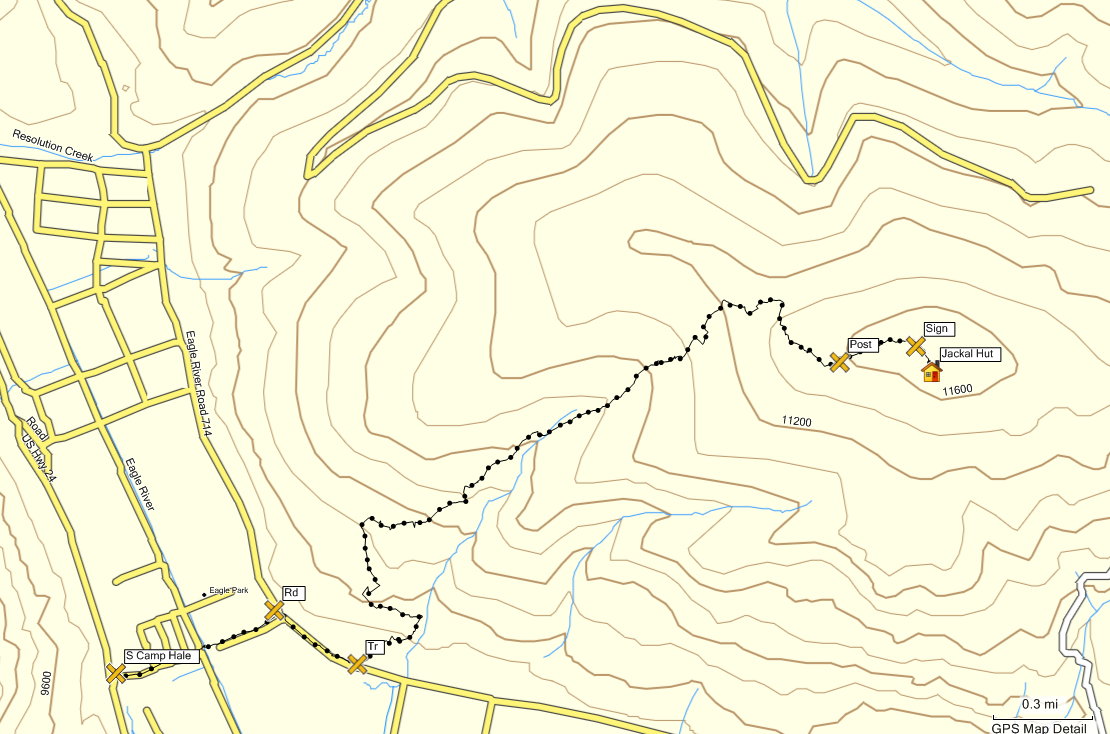 Resolution Creek
Sign
Post
Jackal Hut
11600
11200
Eagle River Road 714
Road
US Hwy 24
Eagle River
Eagle Park
Rd
Tr
S Camp Hale
9600
0.3 mi
GPS Map Detail